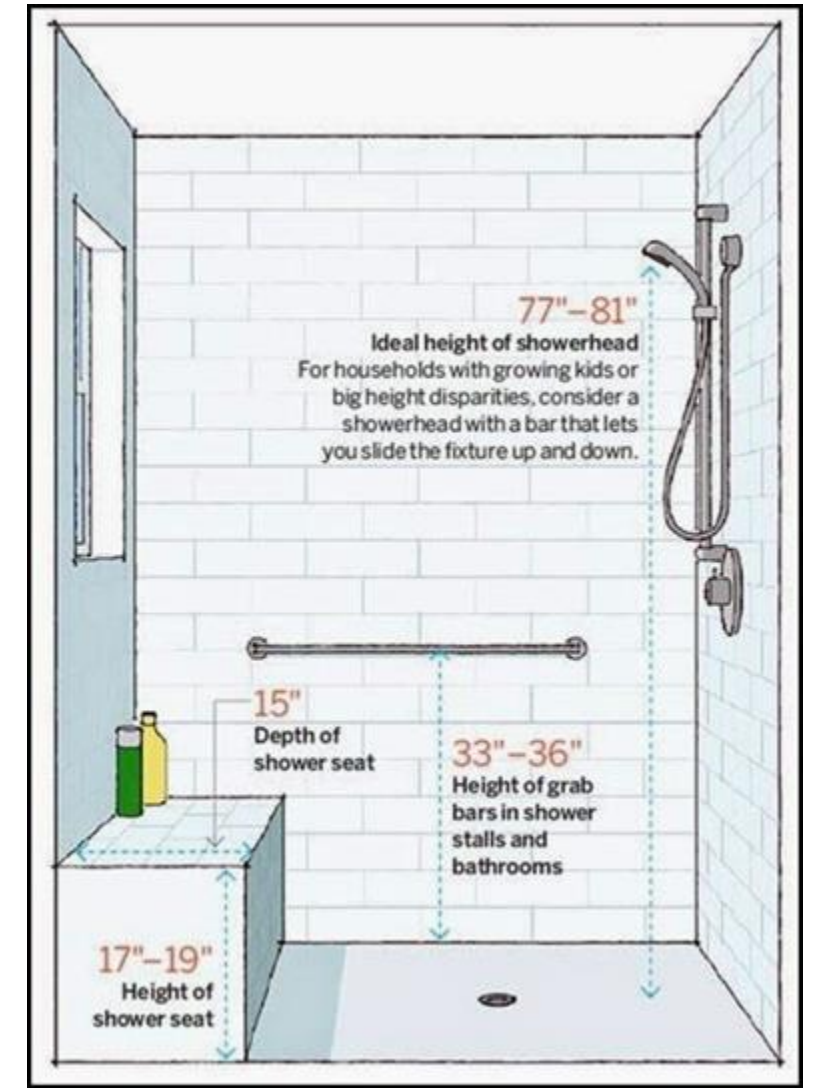 77"–81"
Ideal height of showerhead
For households with growing kids or
big height disparities, consider a
showerhead with a bar that lets
you slide the fixture up and down.
15"
Depth of
shower seat
33"–36"
Height of grab
bars in shower
stalls and
bathrooms
17"–19"
Height of
shower seat